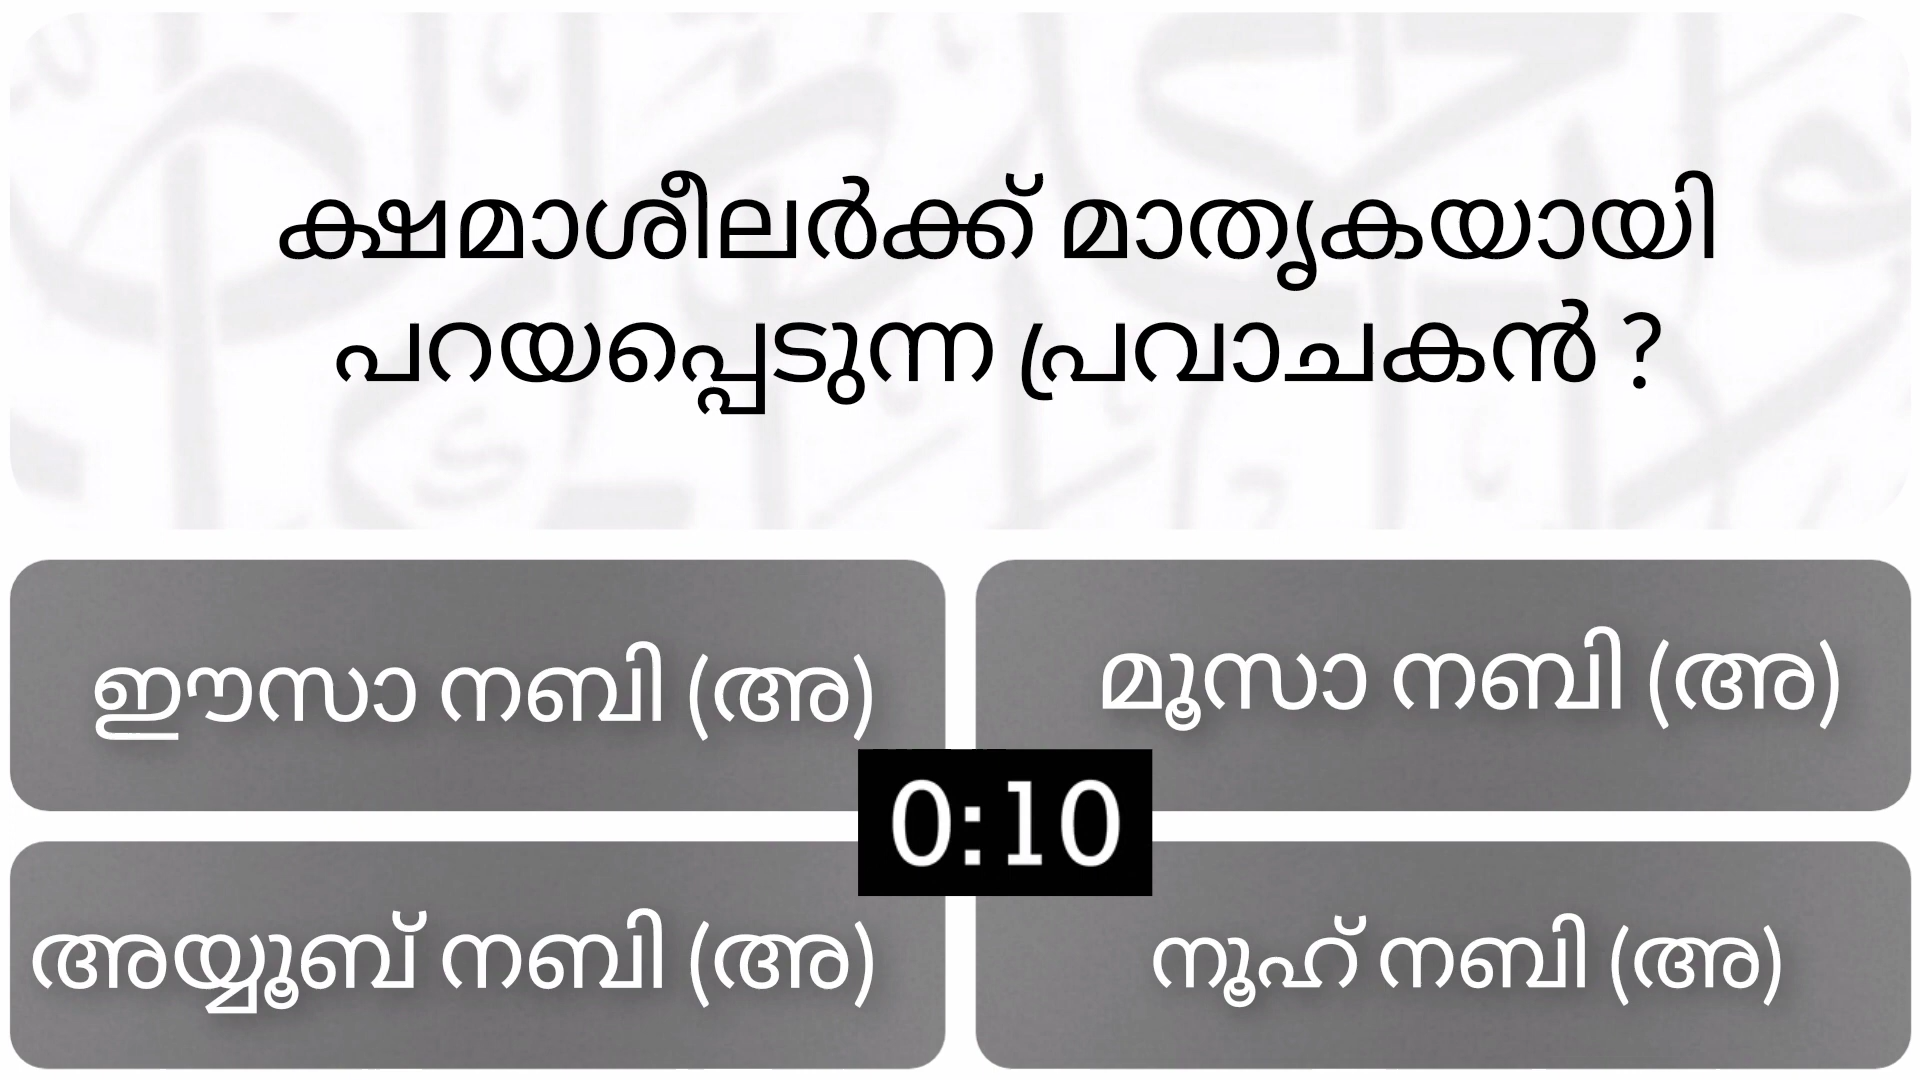 ക്ഷമാശീലർക്ക് മാതൃകയായി
പറയപ്പെടുന്ന പ്രവാചകൻ ?
ഈസാ നബി (അ)
മൂസാ നബി (അ)
0:10
അയ്യൂബ് നബി (അ)
നൂഹ് നബി (അ)